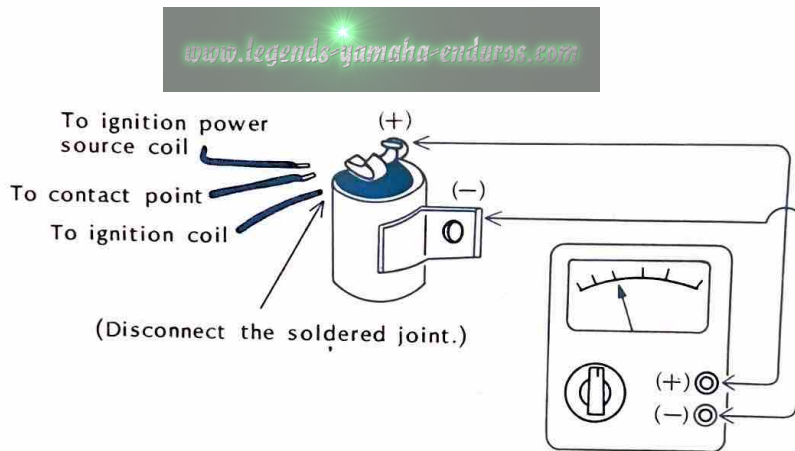 www.legends-yamaha-enduros.com
To ignition power
source coil
(+)
To contact point
(−)
To ignition coil
(Disconnect the soldered joint.)
(+)
(−)